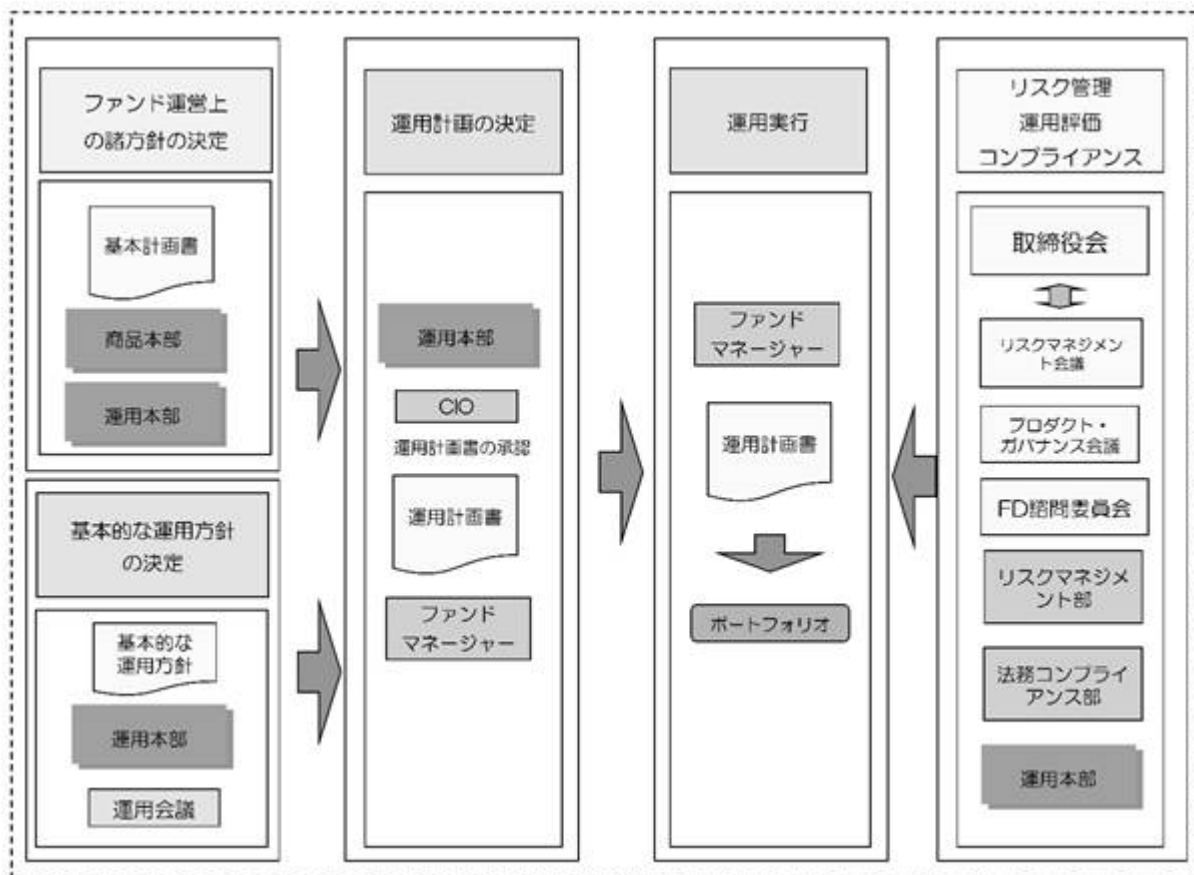 ファンド運営上
の諸方針の決定
基本計画書
商品本部
運用本部
基本的な運用方針
の決定
基本的な
運用方針
運用本部
運用会議
運用計画の決定
運用本部
CIO
運用計画書の承認
運用計画書
ファンド
マネージャー
運用実行
ファンド
マネージャー
運用計画書
ポートフォリオ
リスク管理
運用評価
コンプライアンス
取締役会
リスクマネジメン
ト会議
プロダクト・
ガバナンス会議
FD諮問委員会
リスクマネジメ
ント部
法務コンプライ
アンス部
運用本部